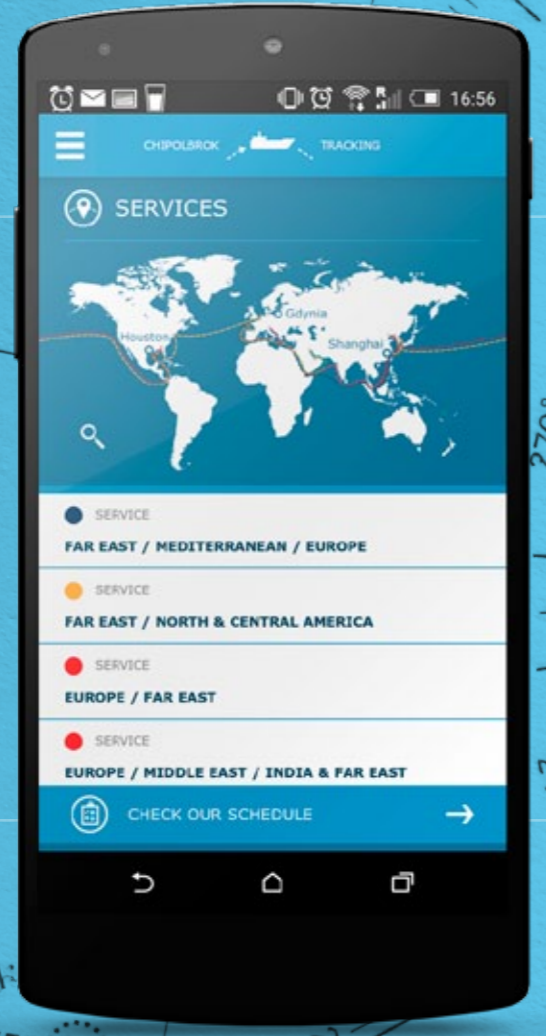 16:56
CHIPOLBROK TRACKING
SERVICES
Gdynia
Houston
Shanghai
SERVICE
FAR EAST / MEDITERRANEAN / EUROPE
SERVICE
FAR EAST / NORTH & CENTRAL AMERICA
SERVICE
EUROPE / FAR EAST
SERVICE
EUROPE / MIDDLE EAST / INDIA & FAR EAST
CHECK OUR SCHEDULE
270°